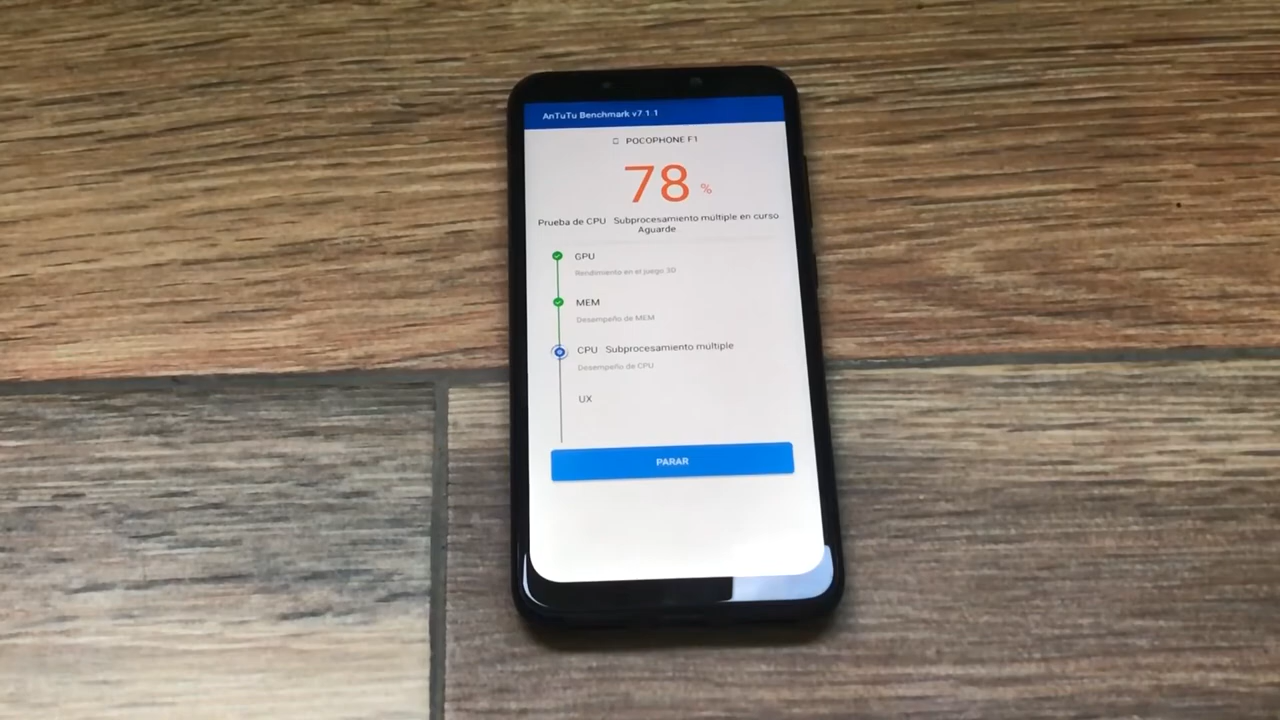 AnTuTu Benchmark v7.1.1
POCOPHONE F1
78 %
Prueba de CPU Subprocesamiento múltiple en curso
Aguarde
GPU
Rendimiento en el juego 3D
MEM
Desempeño de MEM
CPU Subprocesamiento múltiple
Desempeño de CPU
UX
PARAR